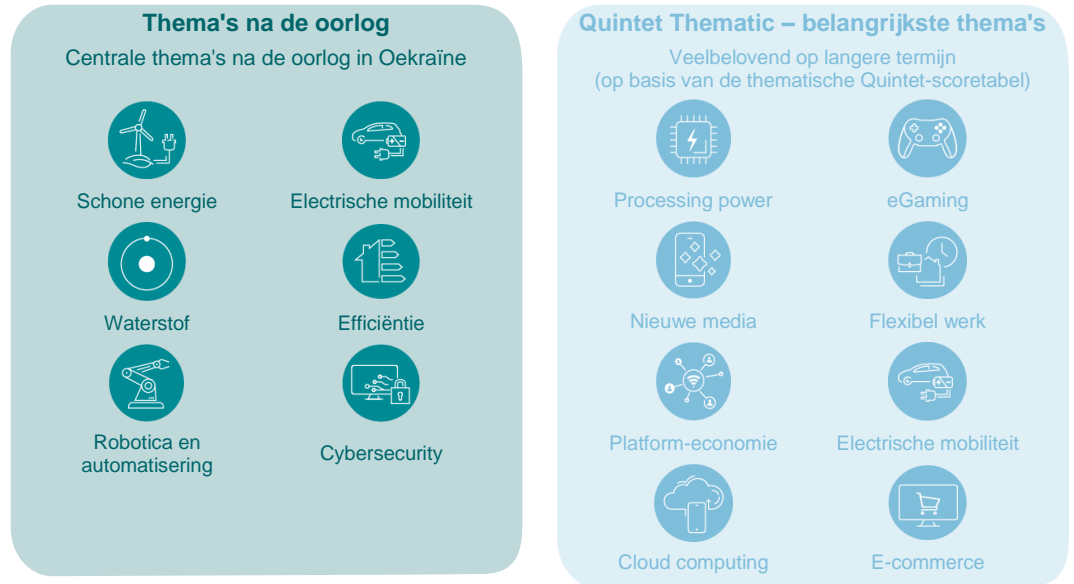 Thema's na de oorlog
Centrale thema's na de oorlog in Oekraïne
Schone energie
Electrische mobiliteit
Waterstof
Efficiëntie
Robotica en
automatisering
Cybersecurity
Quintet Thematic – belangrijkste thema's
Veelbelovend op langere termijn
(op basis van de thematische Quintet-scoretabel)
Processing power
eGaming
Nieuwe media
Flexibel werk
Platform-economie
Electrische mobiliteit
Cloud computing
E-commerce